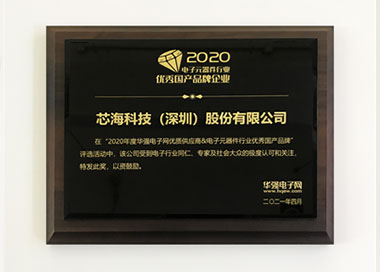 2020
电子元器件行业
优秀国产品牌企业
芯海科技（深圳）股份有限公司
在“2020年度华强电子网优质供应商&电子元器件行业优秀国产品牌”
评选活动中，该公司受到电子行业同仁、专家及社会大众的极度认可和关注，
特发此奖，以资鼓励。
华强电子网
www.hqew.com
二〇二一年四月